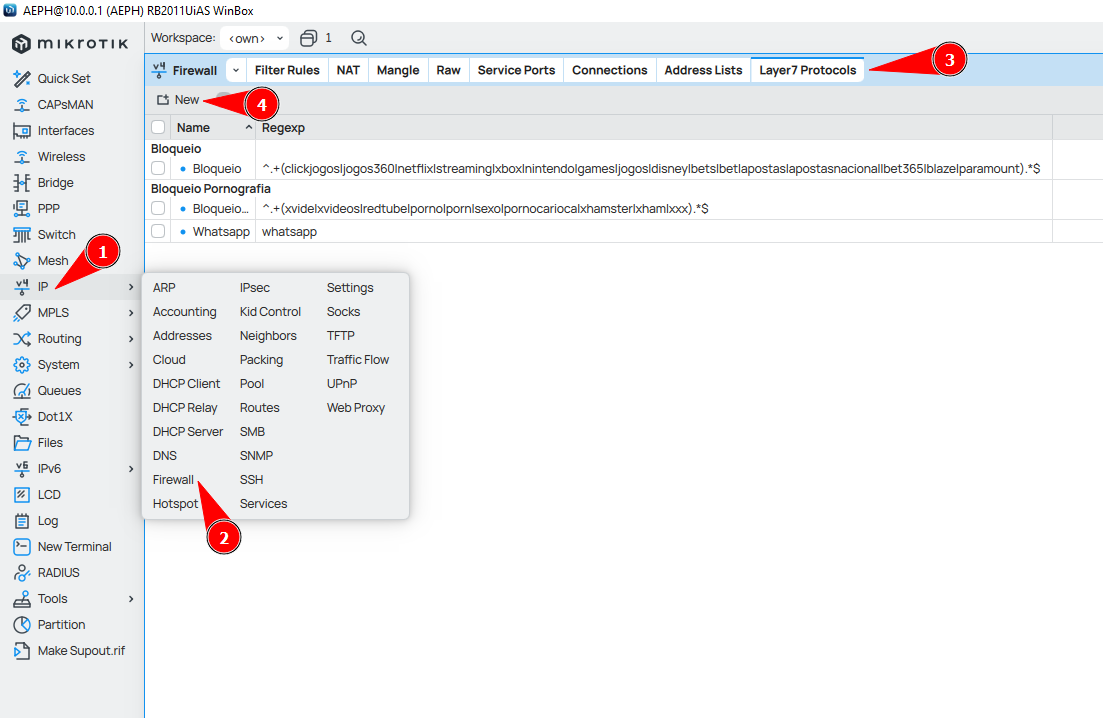 AEPH@10.0.0.1 (AEPH) RB2011UiAS WinBox
MikroTik
Workspace: <own> 1
Firewall Filter Rules NAT Mangle Raw Service Ports Connections Address Lists Layer7 Protocols
3
New
4
Name Regexp
Bloqueio
Bloqueio ^.+(clickjogos|jogos360|netflix|streaming|xbox|nintendo|games|jogos|disney|bets|bet|apostas|apostasnacional|bet365|blaze|paramount).*$
Bloqueio Pornografia
Bloqueio... ^.+(xvide|xvideos|redtube|porno|porn|sexo|pornocarioca|xhamster|xham|xxx).*$
Whatsapp whatsapp
Quick Set
CAPsMAN
Interfaces
Wireless
Bridge
PPP
Switch
Mesh
1
IP
MPLS
Routing
System
Queues
Dot1X
Files
IPv6
LCD
Log
New Terminal
RADIUS
Tools
Partition
Make Supout.rif
ARP IPsec Settings
Accounting Kid Control Socks
Addresses Neighbors TFTP
Cloud Packing Traffic Flow
DHCP Client Pool UPnP
DHCP Relay Routes Web Proxy
DHCP Server SMB
DNS SNMP
Firewall SSH
Hotspot Services
2